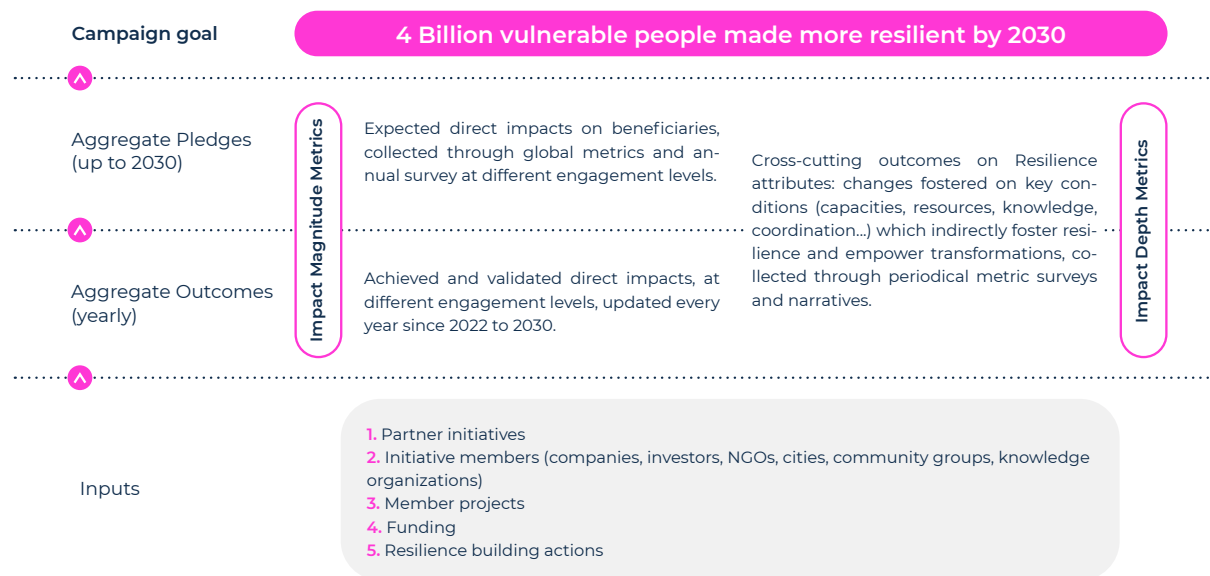 Campaign goal
4 Billion vulnerable people made more resilient by 2030
Aggregate Pledges
(up to 2030)
Impact Magnitude Metrics
Expected direct impacts on beneficiaries,
collected through global metrics and an-
nual survey at different engagement levels.
Cross-cutting outcomes on Resilience
attributes: changes fostered on key con-
ditions (capacities, resources, knowledge,
coordination...) which indirectly foster resi-
lience and empower transformations, co-
llected through periodical metric surveys
and narratives.
Impact Depth Metrics
Aggregate Outcomes
(yearly)
Achieved and validated direct impacts, at
different engagement levels, updated every
year since 2022 to 2030.
Inputs
1. Partner initiatives
2. Initiative members (companies, investors, NGOs, cities, community groups, knowledge
organizations)
3. Member projects
4. Funding
5. Resilience building actions